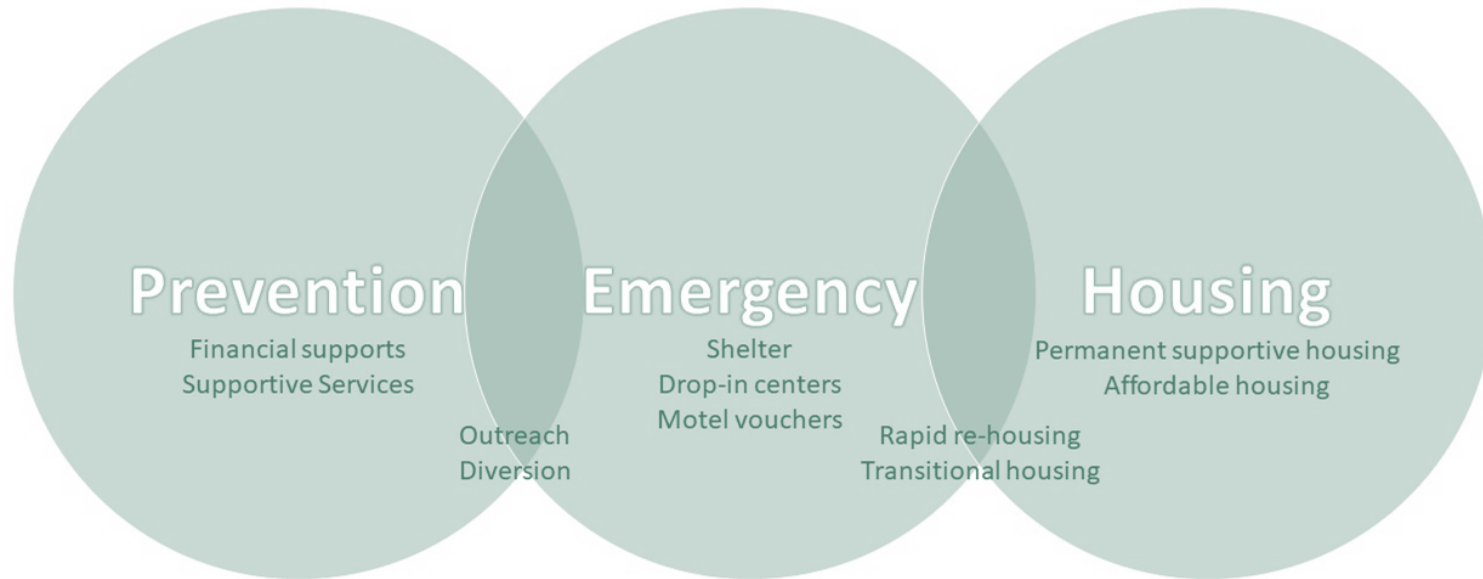 Prevention
Financial supports
Supportive Services
Outreach
Diversion
Emergency
Shelter
Drop-in centers
Motel vouchers
Rapid re-housing
Transitional housing
Housing
Permanent supportive housing
Affordable housing